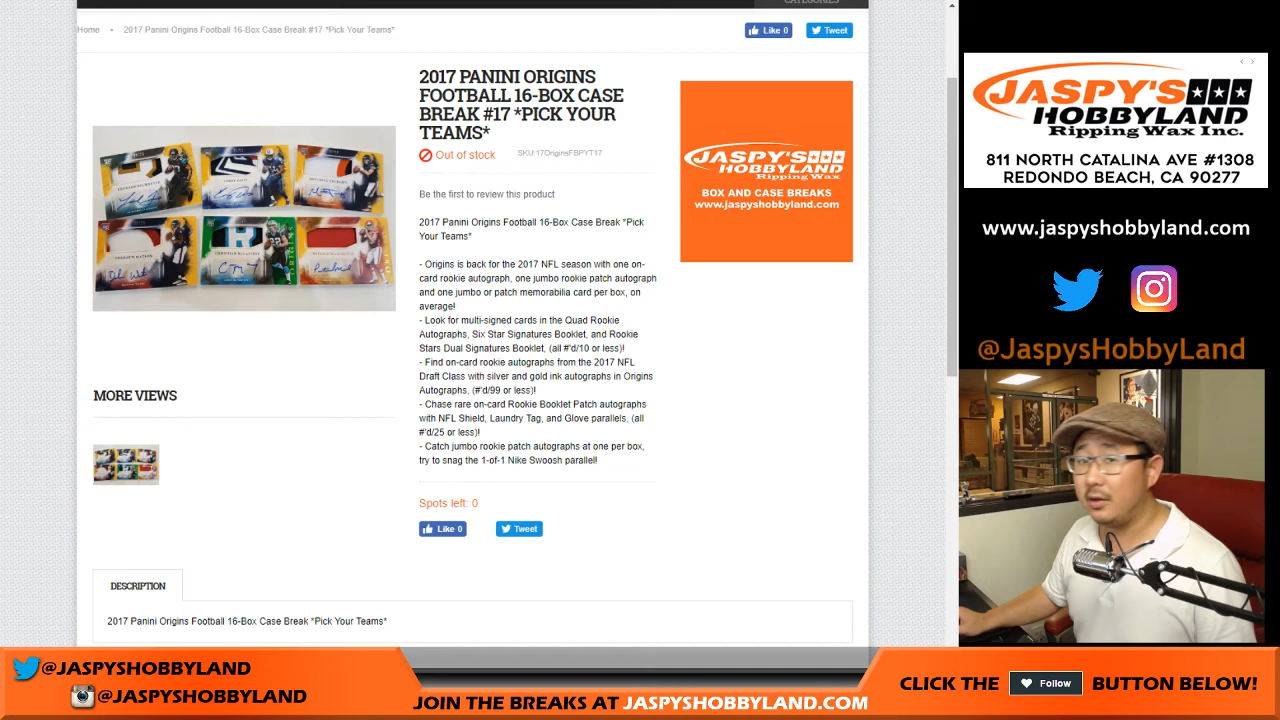 CATEGORIES
Home • 2017 Panini Origins Football 16-Box Case Break #17 *Pick Your Teams*
Like 0
Tweet
2017 PANINI ORIGINS
FOOTBALL 16-BOX CASE
BREAK #17 *PICK YOUR
TEAMS*
Out of stock
SKU:17OriginsFBPYT17
Be the first to review this product
2017 Panini Origins Football 16-Box Case Break *Pick
Your Teams*
- Origins is back for the 2017 NFL season with one on-
card rookie autograph, one jumbo rookie patch autograph
and one jumbo or patch memorabilia card per box, on
average!
- Look for multi-signed cards in the Quad Rookie
Autographs, Six Star Signatures Booklet, and Rookie
Stars Dual Signatures Booklet, (all #'d/10 or less)!
- Find on-card rookie autographs from the 2017 NFL
Draft Class with silver and gold ink autographs in Origins
Autographs, (#'d/99 or less)!
- Chase rare on-card Rookie Booklet Patch autographs
with NFL Shield, Laundry Tag, and Glove parallels, (all
#'d/25 or less)!
- Catch jumbo rookie patch autographs at one per box,
try to snag the 1-of-1 Nike Swoosh parallel!
Spots left: 0
Like 0
Tweet
MORE VIEWS
DESCRIPTION
2017 Panini Origins Football 16-Box Case Break *Pick Your Teams*
JASPY'S
HOBBYLAND
Ripping Wax
BOX AND CASE BREAKS
www.jaspyshobbyland.com
JASPY'S
HOBBYLAND
Ripping Wax Inc.
811 NORTH CATALINA AVE #1308
REDONDO BEACH, CA 90277
www.jaspyshobbyland.com
@JaspysHobbyLand
@JASPYSHOBBYLAND
@JASPYSHOBBYLAND
JOIN THE BREAKS AT JASPYSHOBBYLAND.COM
CLICK THE Follow BUTTON BELOW!